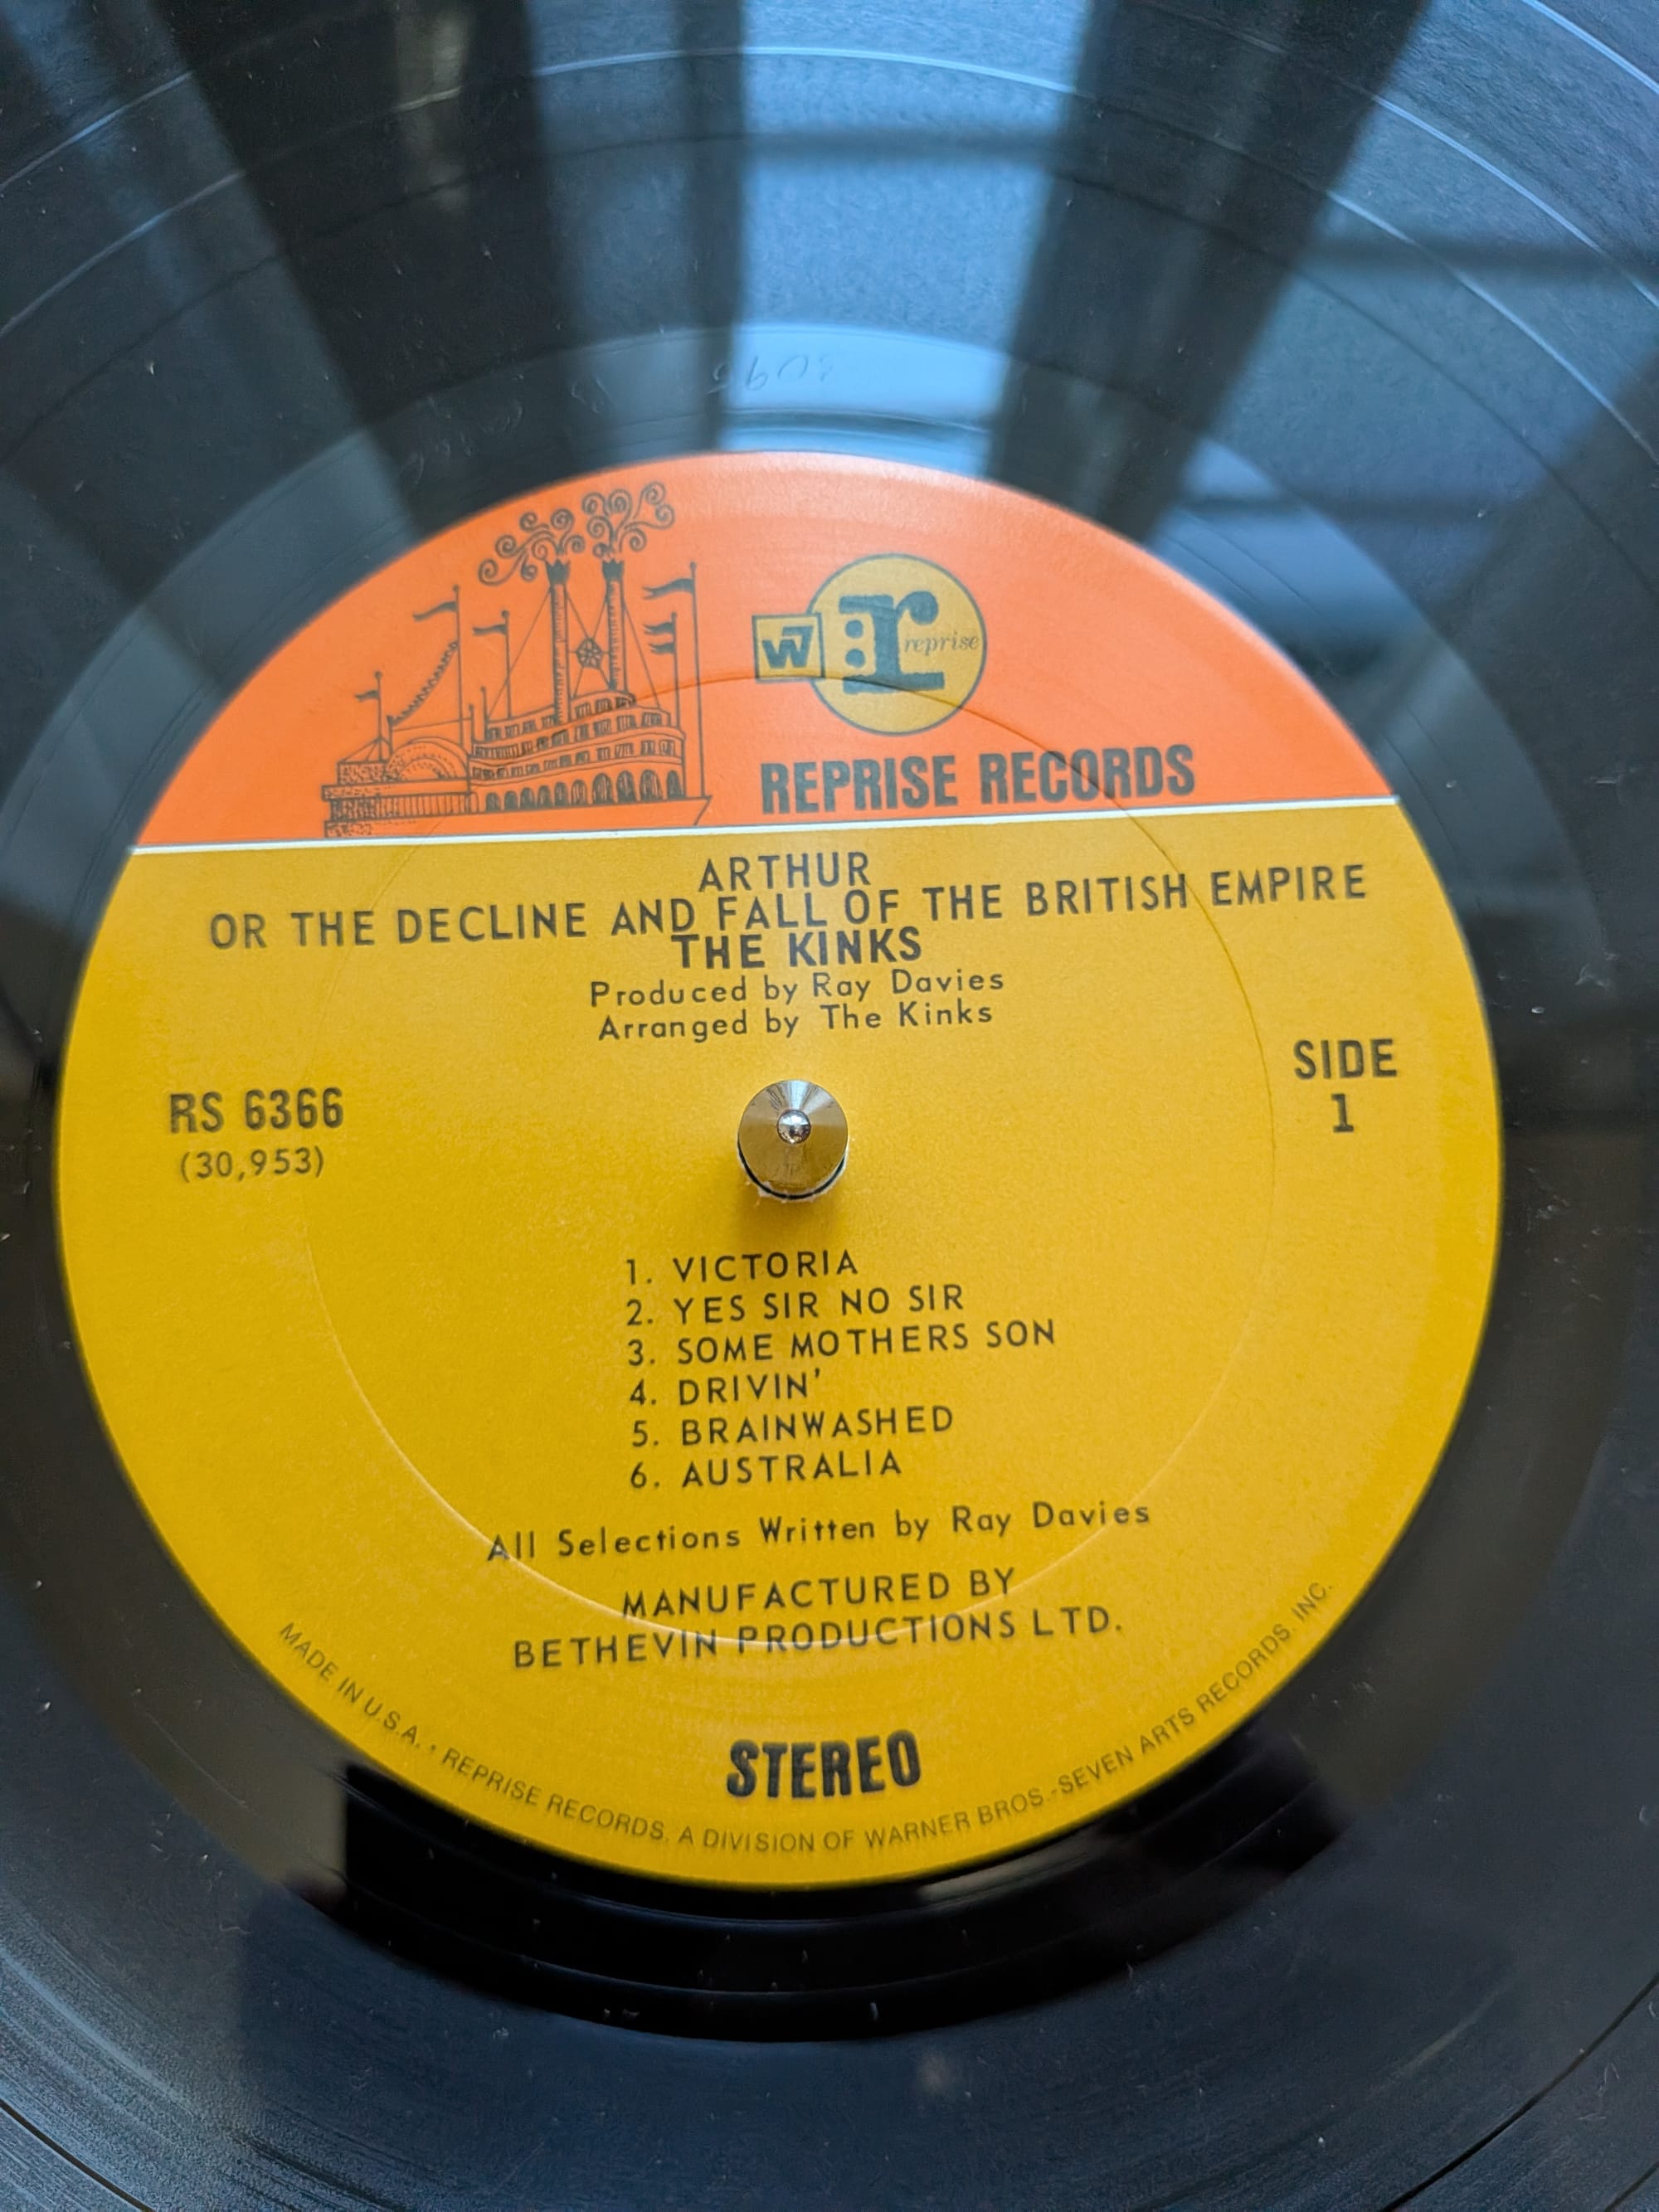 W7 r reprise
REPRISE RECORDS
ARTHUR
OR THE DECLINE AND FALL OF THE BRITISH EMPIRE
THE KINKS
Produced by Ray Davies
Arranged by The Kinks
RS 6366
(30,953)
SIDE
1
1. VICTORIA
2. YES SIR NO SIR
3. SOME MOTHERS SON
4. DRIVIN'
5. BRAINWASHED
6. AUSTRALIA
All Selections Written by Ray Davies
MANUFACTURED BY
BETHEVIN PRODUCTIONS LTD.
STEREO
MADE IN U.S.A. • REPRISE RECORDS, A DIVISION OF WARNER BROS.-SEVEN ARTS RECORDS, INC.